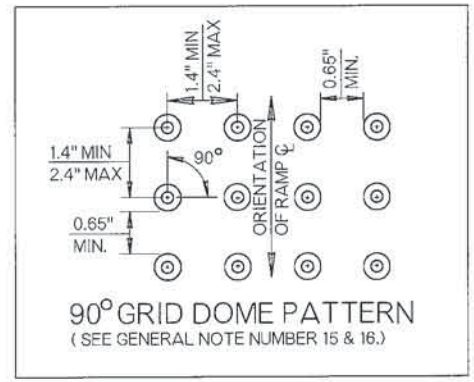 1.4" MIN
2.4" MAX
0.65"
MIN.
1.4" MIN
2.4" MAX
90°
ORIENTATION
OF RAMP ℄
0.65"
MIN.
90° GRID DOME PATTERN
( SEE GENERAL NOTE NUMBER 15 & 16.)